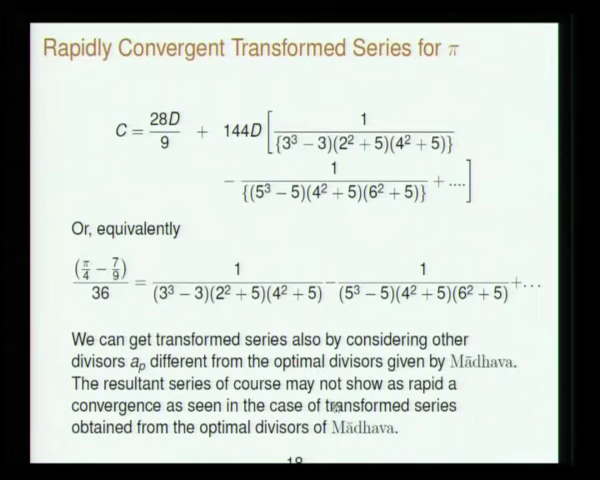 Rapidly Convergent Transformed Series for π
C = 28D/9 + 144D [ 1/{3³ − 3)(2² + 5)(4² + 5)}
− 1/{(5³ − 5)(4² + 5)(6² + 5)} + .... ]
Or, equivalently
(π/4 − 7/9)/36 = 1/(3³ − 3)(2² + 5)(4² + 5) − 1/(5³ − 5)(4² + 5)(6² + 5) + ...
We can get transformed series also by considering other
divisors aₚ different from the optimal divisors given by Mādhava.
The resultant series of course may not show as rapid a
convergence as seen in the case of transformed series
obtained from the optimal divisors of Mādhava.